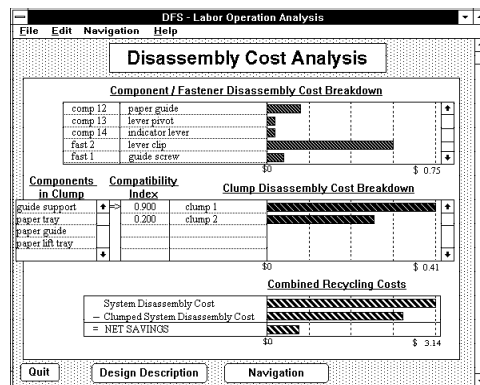 DFS - Labor Operation Analysis
File Edit Navigation Help
Disassembly Cost Analysis
Component / Fastener Disassembly Cost Breakdown
comp 12 paper guide
comp 13 lever pivot
comp 14 indicator lever
fast 2 lever clip
fast 1 guide screw
$0 $ 0.75
Components in Clump
Compatibility Index
Clump Disassembly Cost Breakdown
guide support => 0.900 clump 1
paper tray 0.200 clump 2
paper guide
paper lift tray
$0 $ 0.41
Combined Recycling Costs
System Disassembly Cost
– Clumped System Disassembly Cost
= NET SAVINGS
$0 $ 3.14
Quit Design Description Navigation